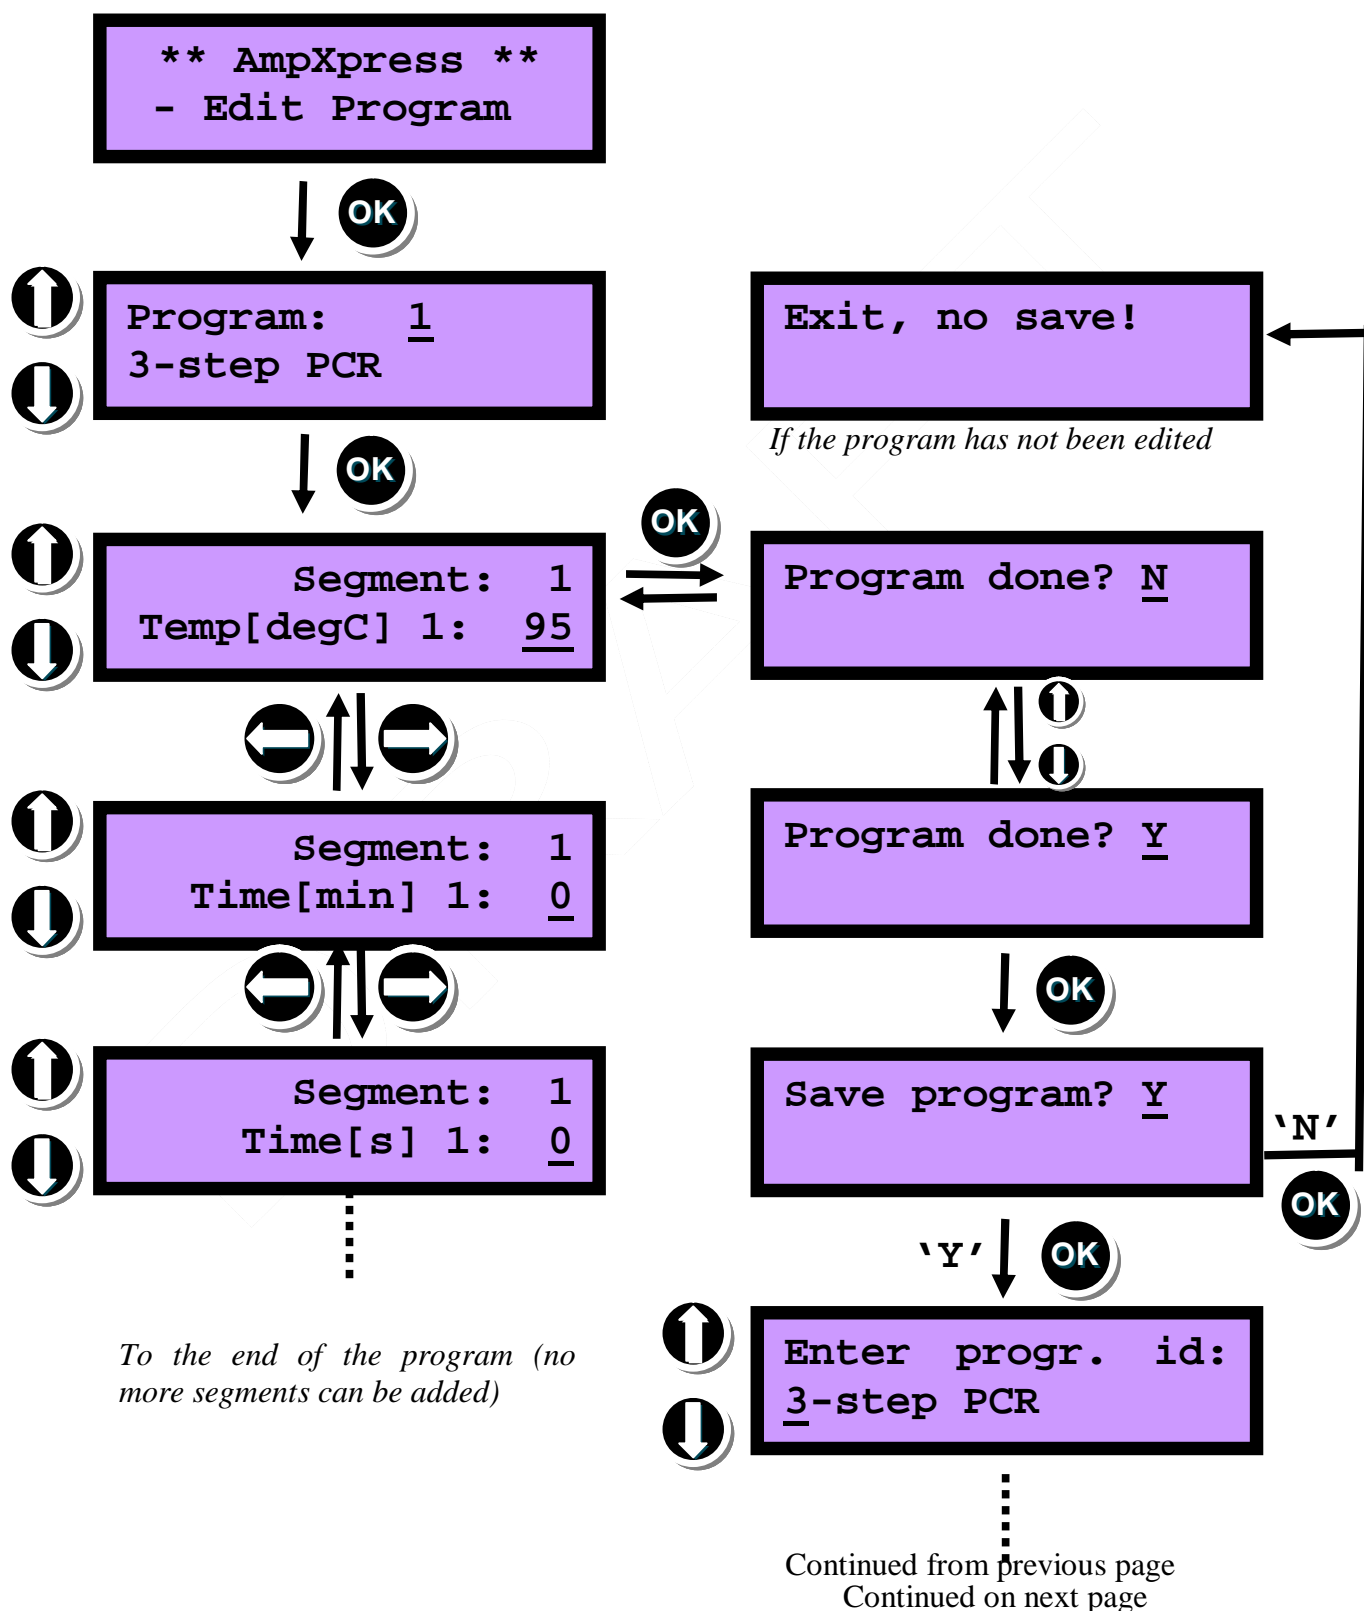 ** AmpXpress **
- Edit Program
OK
Program: 1
3-step PCR
OK
Segment: 1
Temp[degC] 1: 95
Segment: 1
Time[min] 1: 0
Segment: 1
Time[s] 1: 0
To the end of the program (no
more segments can be added)
Exit, no save!
If the program has not been edited
OK
Program done? N
Program done? Y
OK
Save program? Y
‘N’
OK
‘Y’
OK
Enter progr. id:
3-step PCR
Continued from previous page
Continued on next page